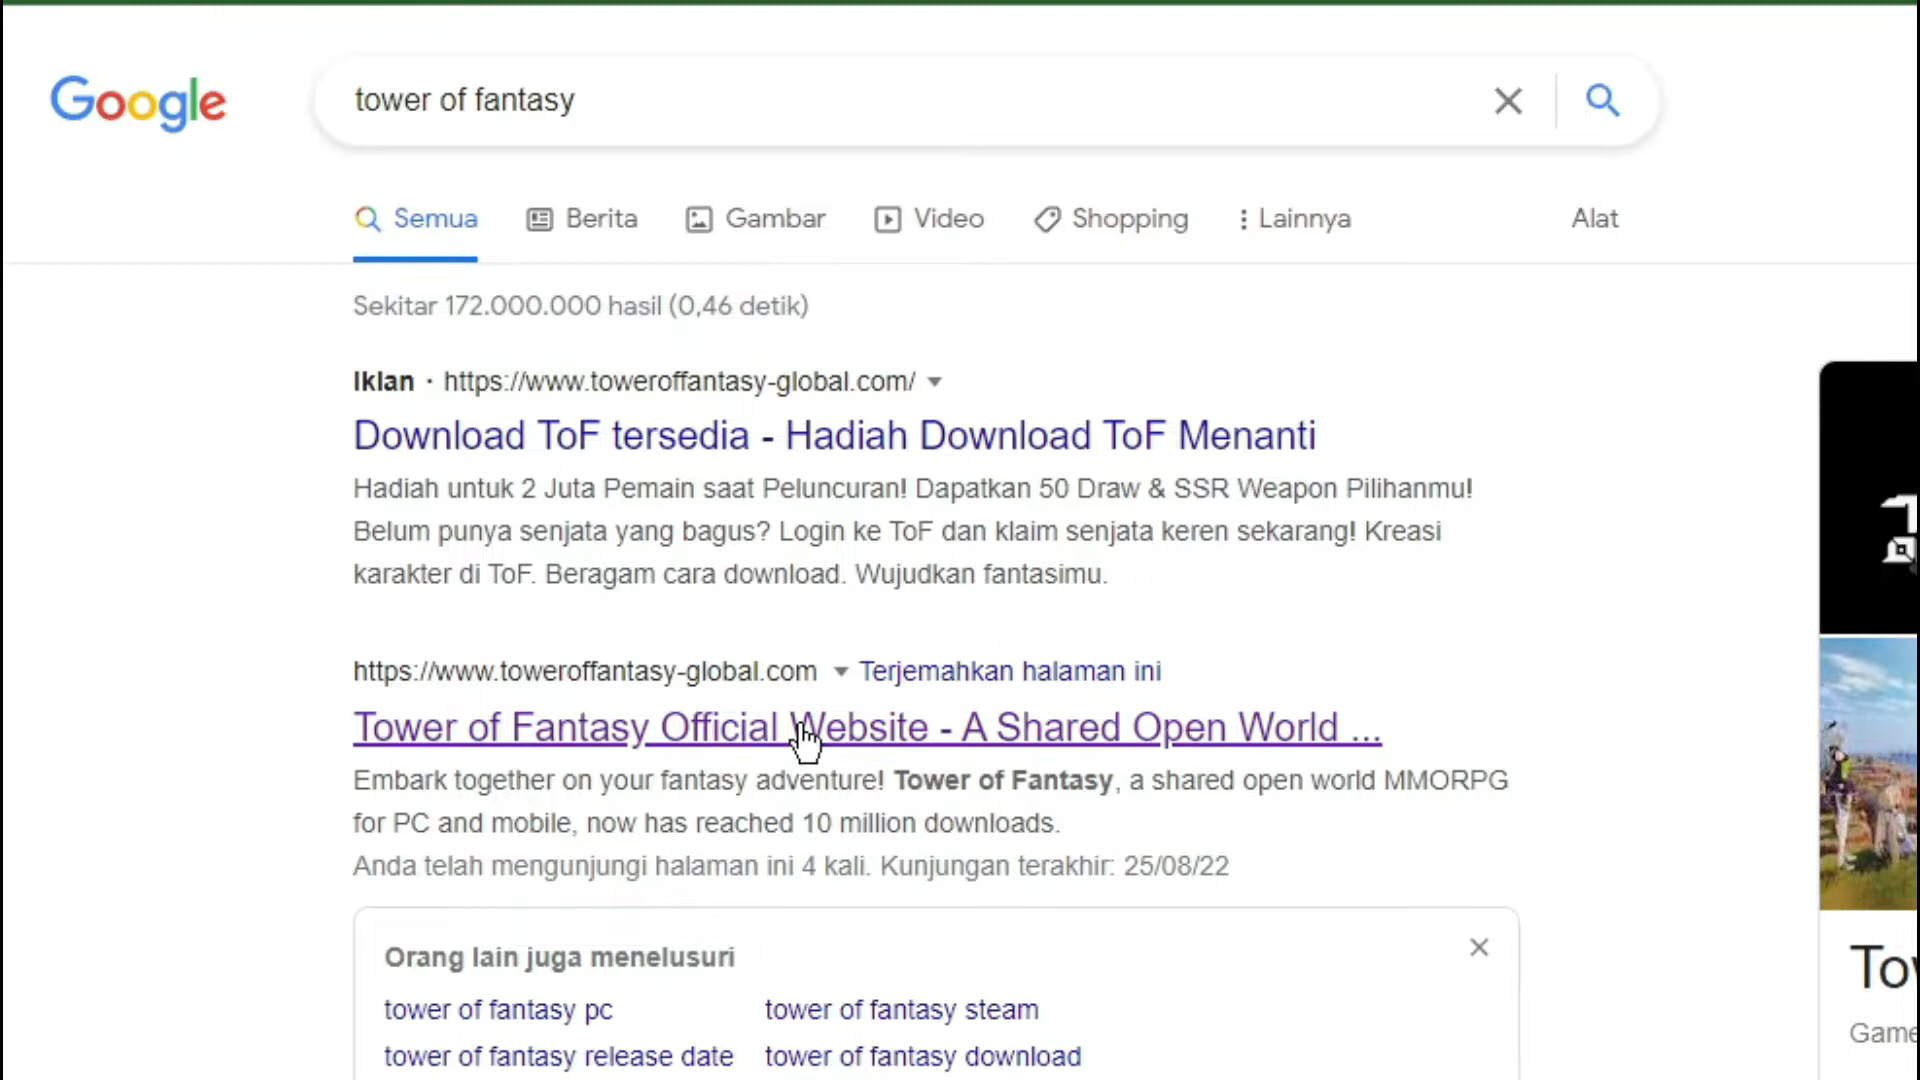 Google
tower of fantasy
Semua
Berita
Gambar
Video
Shopping
Lainnya
Alat
Sekitar 172.000.000 hasil (0,46 detik)
Iklan · https://www.toweroffantasy-global.com/
Download ToF tersedia - Hadiah Download ToF Menanti
Hadiah untuk 2 Juta Pemain saat Peluncuran! Dapatkan 50 Draw & SSR Weapon Pilihanmu!
Belum punya senjata yang bagus? Login ke ToF dan klaim senjata keren sekarang! Kreasi
karakter di ToF. Beragam cara download. Wujudkan fantasimu.
https://www.toweroffantasy-global.com Terjemahkan halaman ini
Tower of Fantasy Official Website - A Shared Open World ...
Embark together on your fantasy adventure! Tower of Fantasy, a shared open world MMORPG
for PC and mobile, now has reached 10 million downloads.
Anda telah mengunjungi halaman ini 4 kali. Kunjungan terakhir: 25/08/22
Orang lain juga menelusuri
tower of fantasy pc
tower of fantasy steam
tower of fantasy release date
tower of fantasy download